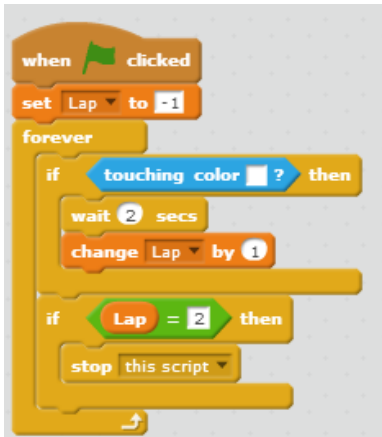 when clicked
set Lap to -1
forever
if touching color ? then
wait 2 secs
change Lap by 1
if Lap = 2 then
stop this script